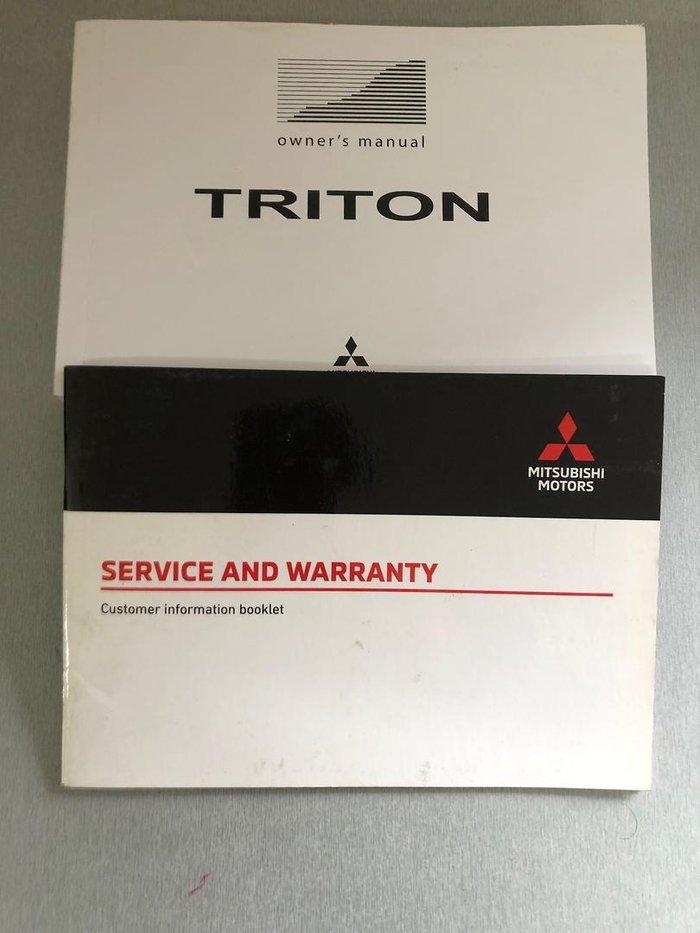 owner's manual
TRITON
MITSUBISHI
MOTORS
SERVICE AND WARRANTY
Customer information booklet